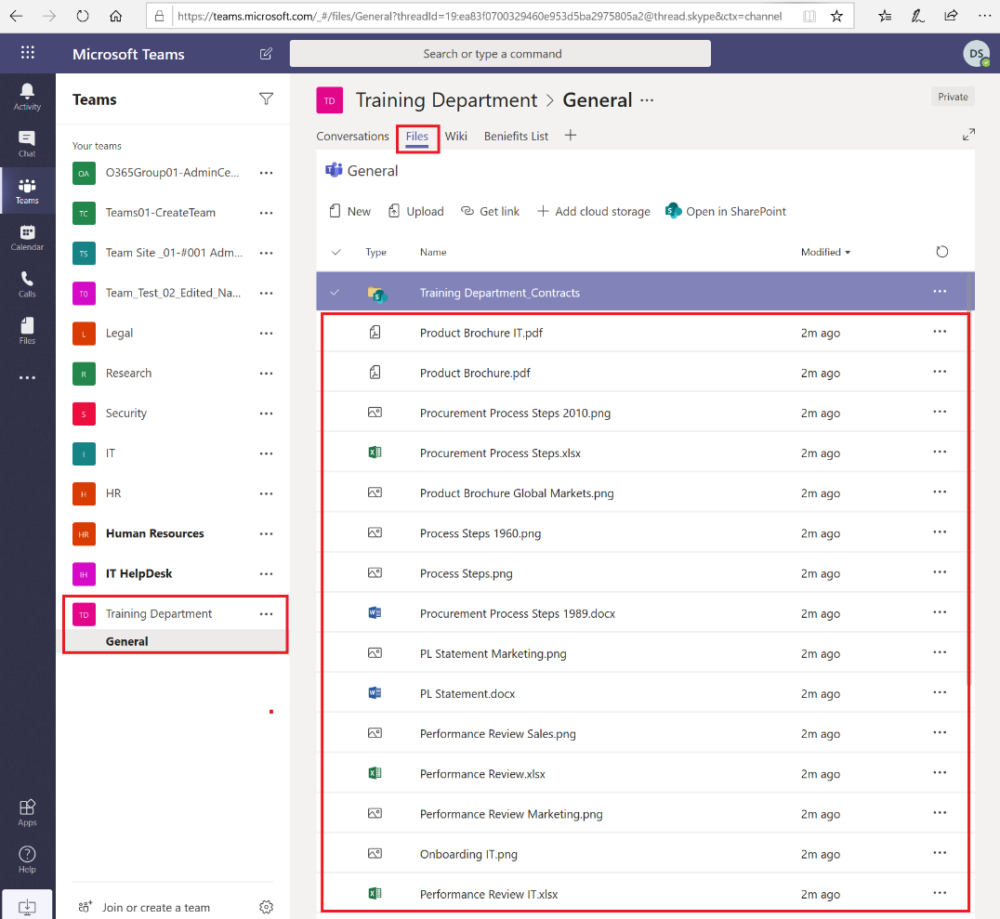 https://teams.microsoft.com/_#/files/General?threadId=19:ea83f0700329460e953d5ba2975805a2@thread.skype&ctx=channel
Microsoft Teams
Search or type a command
DS
Activity
Chat
Teams
Calendar
Calls
Files
Apps
Help
Teams
Your teams
OA O365Group01-AdminCe...
TC Teams01-CreateTeam
TS Team Site _01-#001 Adm...
T0 Team_Test_02_Edited_Na...
L Legal
R Research
S Security
I IT
H HR
HR Human Resources
IH IT HelpDesk
TD Training Department
General
Join or create a team
TD Training Department > General ...
Private
Conversations Files Wiki Beniefits List
General
New Upload Get link Add cloud storage Open in SharePoint
Type Name Modified
Training Department_Contracts
Product Brochure IT.pdf 2m ago
Product Brochure.pdf 2m ago
Procurement Process Steps 2010.png 2m ago
Procurement Process Steps.xlsx 2m ago
Product Brochure Global Markets.png 2m ago
Process Steps 1960.png 2m ago
Process Steps.png 2m ago
Procurement Process Steps 1989.docx 2m ago
PL Statement Marketing.png 2m ago
PL Statement.docx 2m ago
Performance Review Sales.png 2m ago
Performance Review.xlsx 2m ago
Performance Review Marketing.png 2m ago
Onboarding IT.png 2m ago
Performance Review IT.xlsx 2m ago